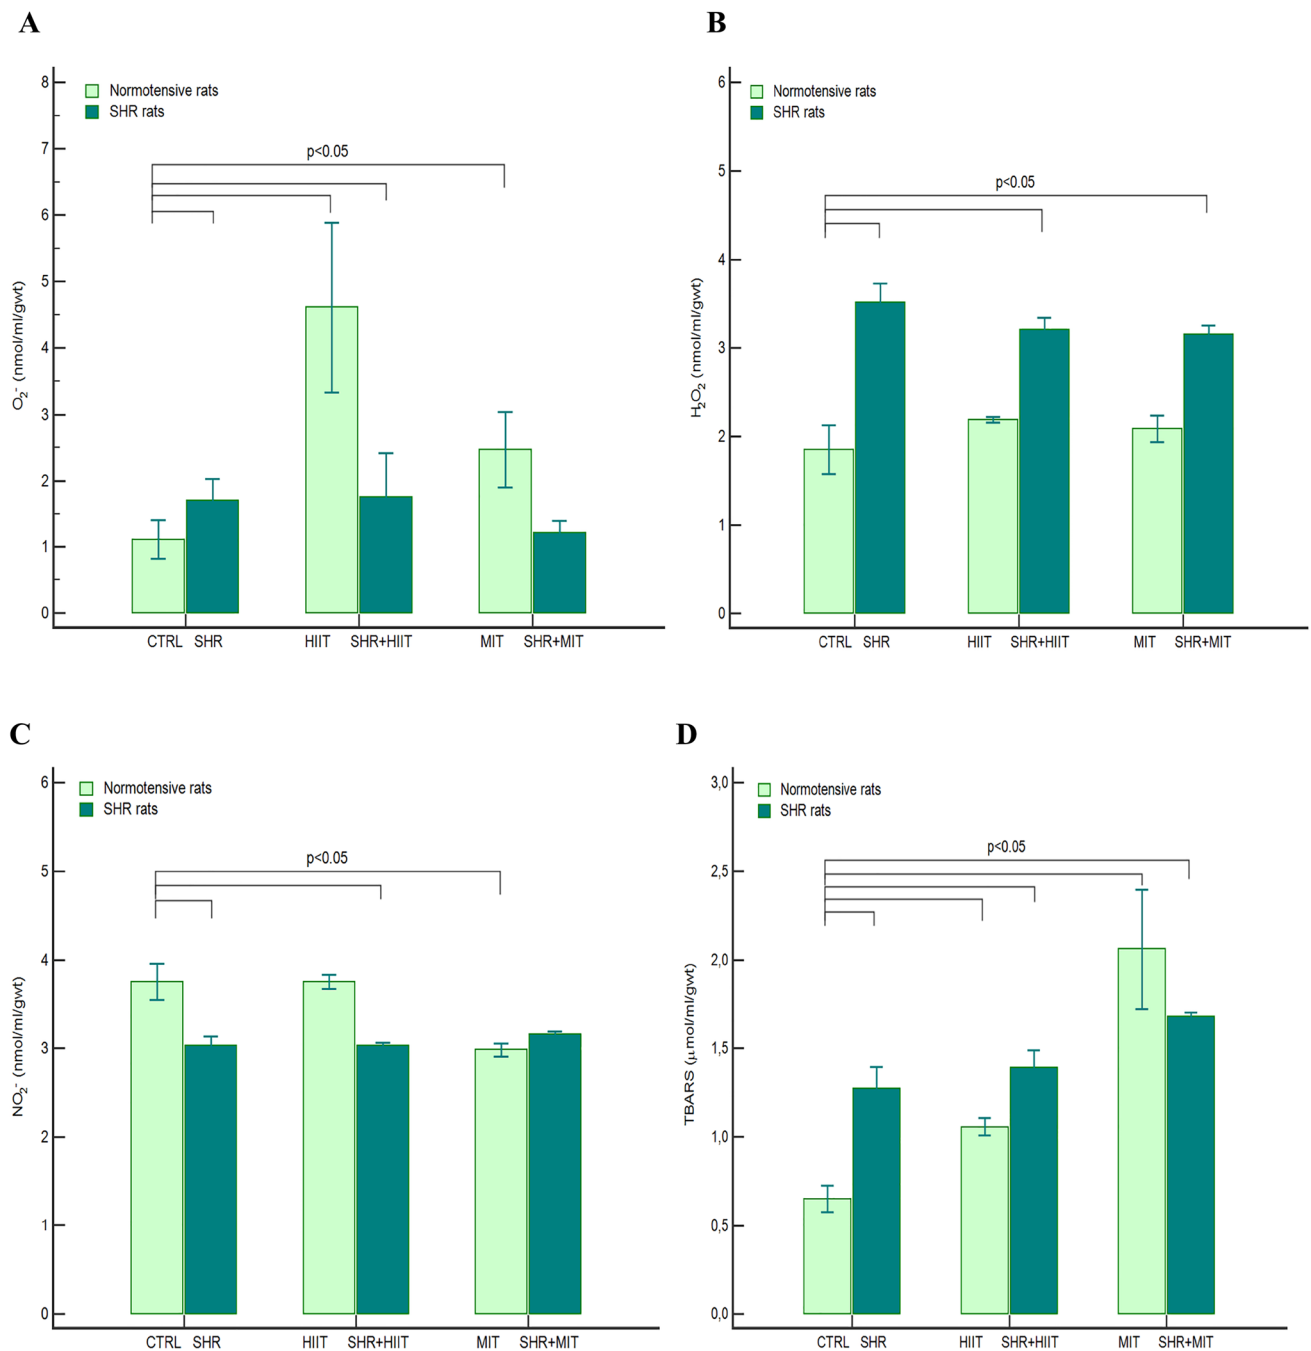 A
Normotensive rats
SHR rats
p<0.05
8
7
6
5
4
3
2
1
0
O₂⁻ (nmol/ml/gwt)
CTRL SHR HIIT SHR+HIIT MIT SHR+MIT
B
Normotensive rats
SHR rats
p<0.05
6
5
4
3
2
1
0
H₂O₂ (nmol/ml/gwt)
CTRL SHR HIIT SHR+HIIT MIT SHR+MIT
C
Normotensive rats
SHR rats
p<0.05
6
5
4
3
2
1
0
NO₂⁻ (nmol/ml/gwt)
CTRL SHR HIIT SHR+HIIT MIT SHR+MIT
D
Normotensive rats
SHR rats
p<0.05
3,0
2,5
2,0
1,5
1,0
0,5
0,0
TBARS (μmol/ml/gwt)
CTRL SHR HIIT SHR+HIIT MIT SHR+MIT